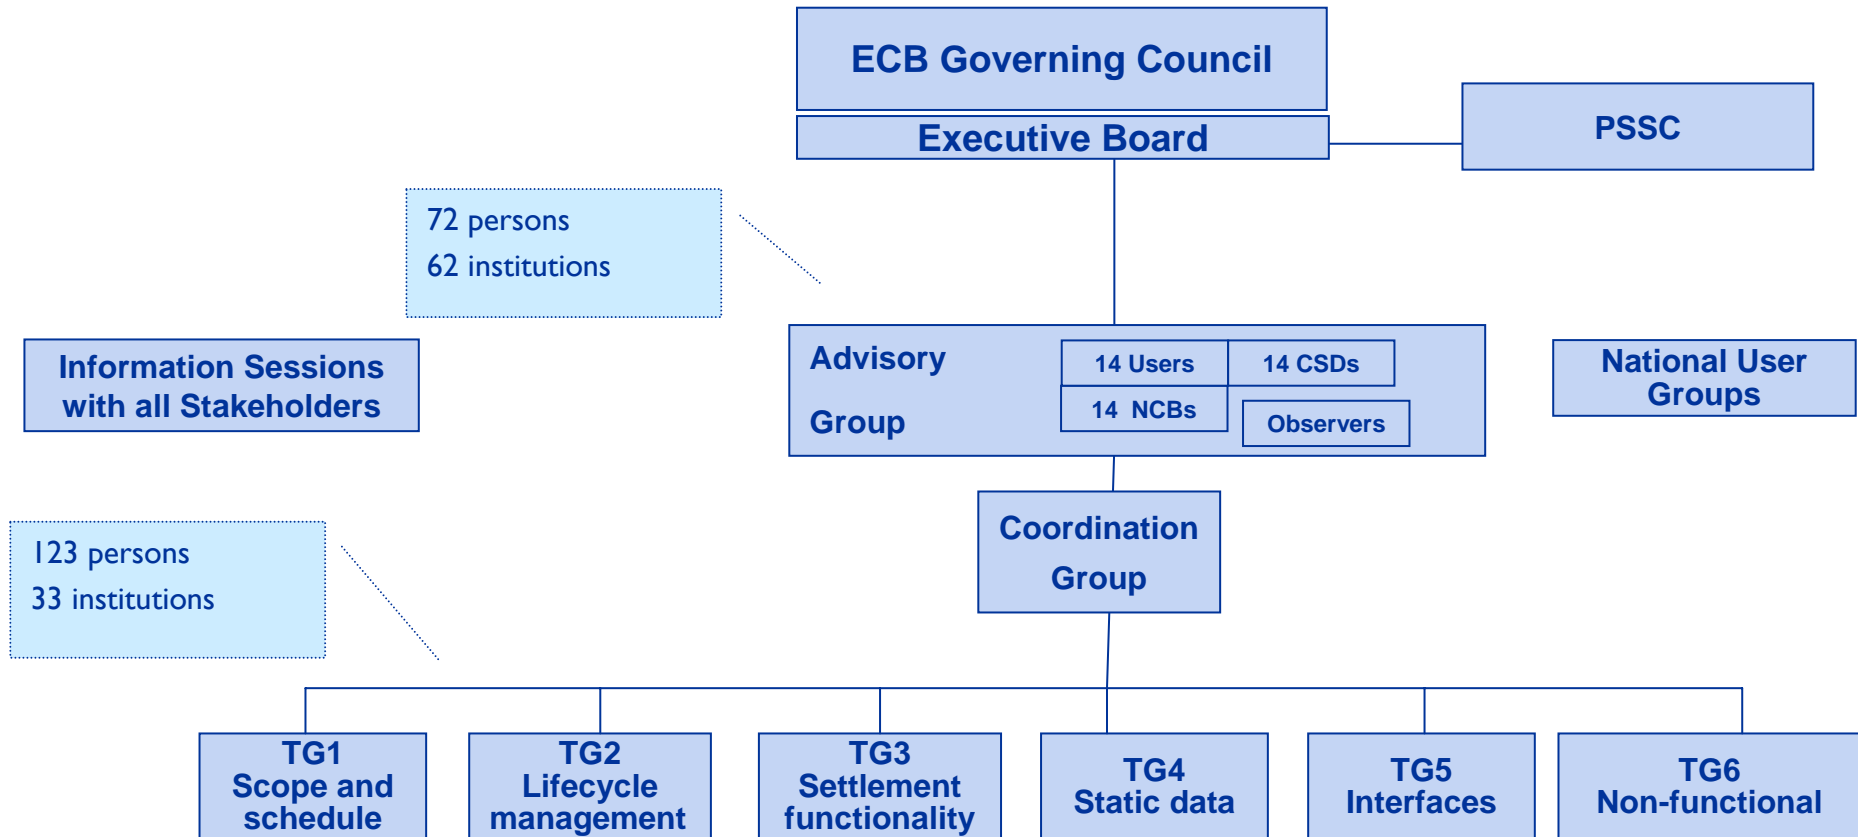 ECB Governing Council
Executive Board
PSSC
72 persons
62 institutions
Information Sessions
with all Stakeholders
Advisory
Group
14 Users
14 CSDs
14 NCBs
Observers
National User
Groups
Coordination
Group
123 persons
33 institutions
TG1
Scope and
schedule
TG2
Lifecycle
management
TG3
Settlement
functionality
TG4
Static data
TG5
Interfaces
TG6
Non-functional